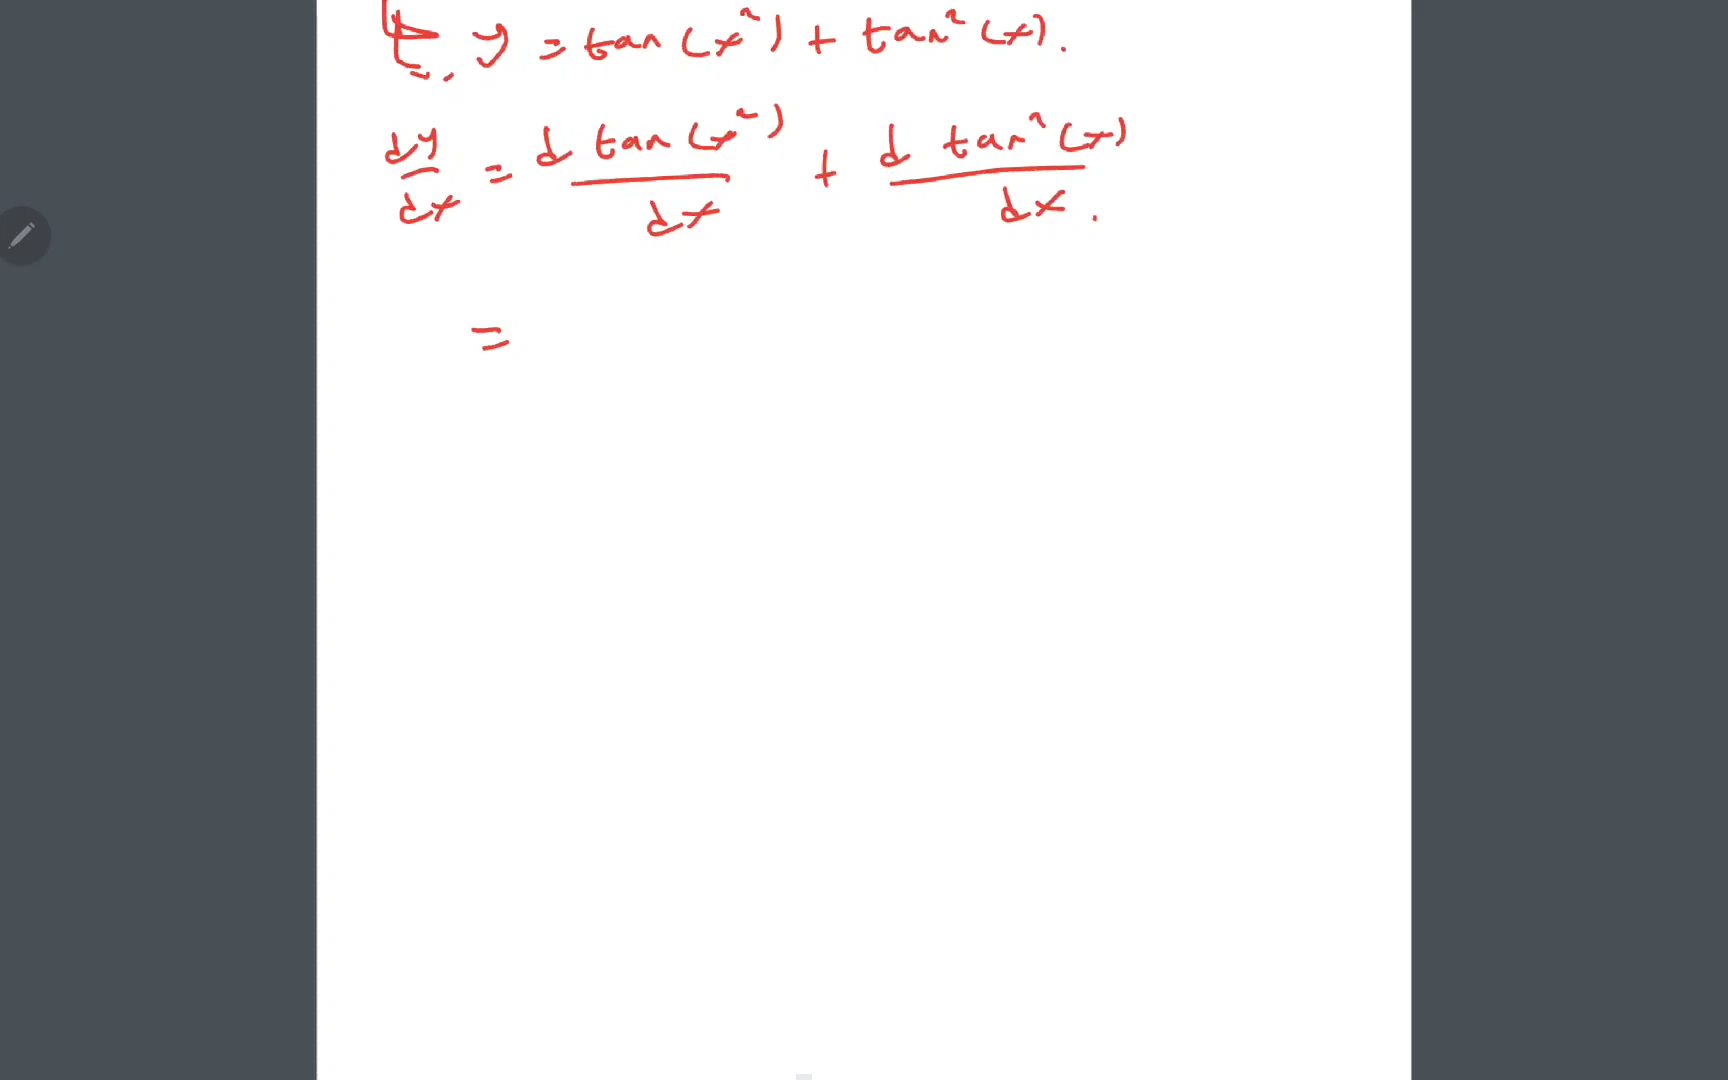 y = tan (x²) + tan² (x).
dy/dx = d tan (x²)/dx + d tan² (x)/dx.
=